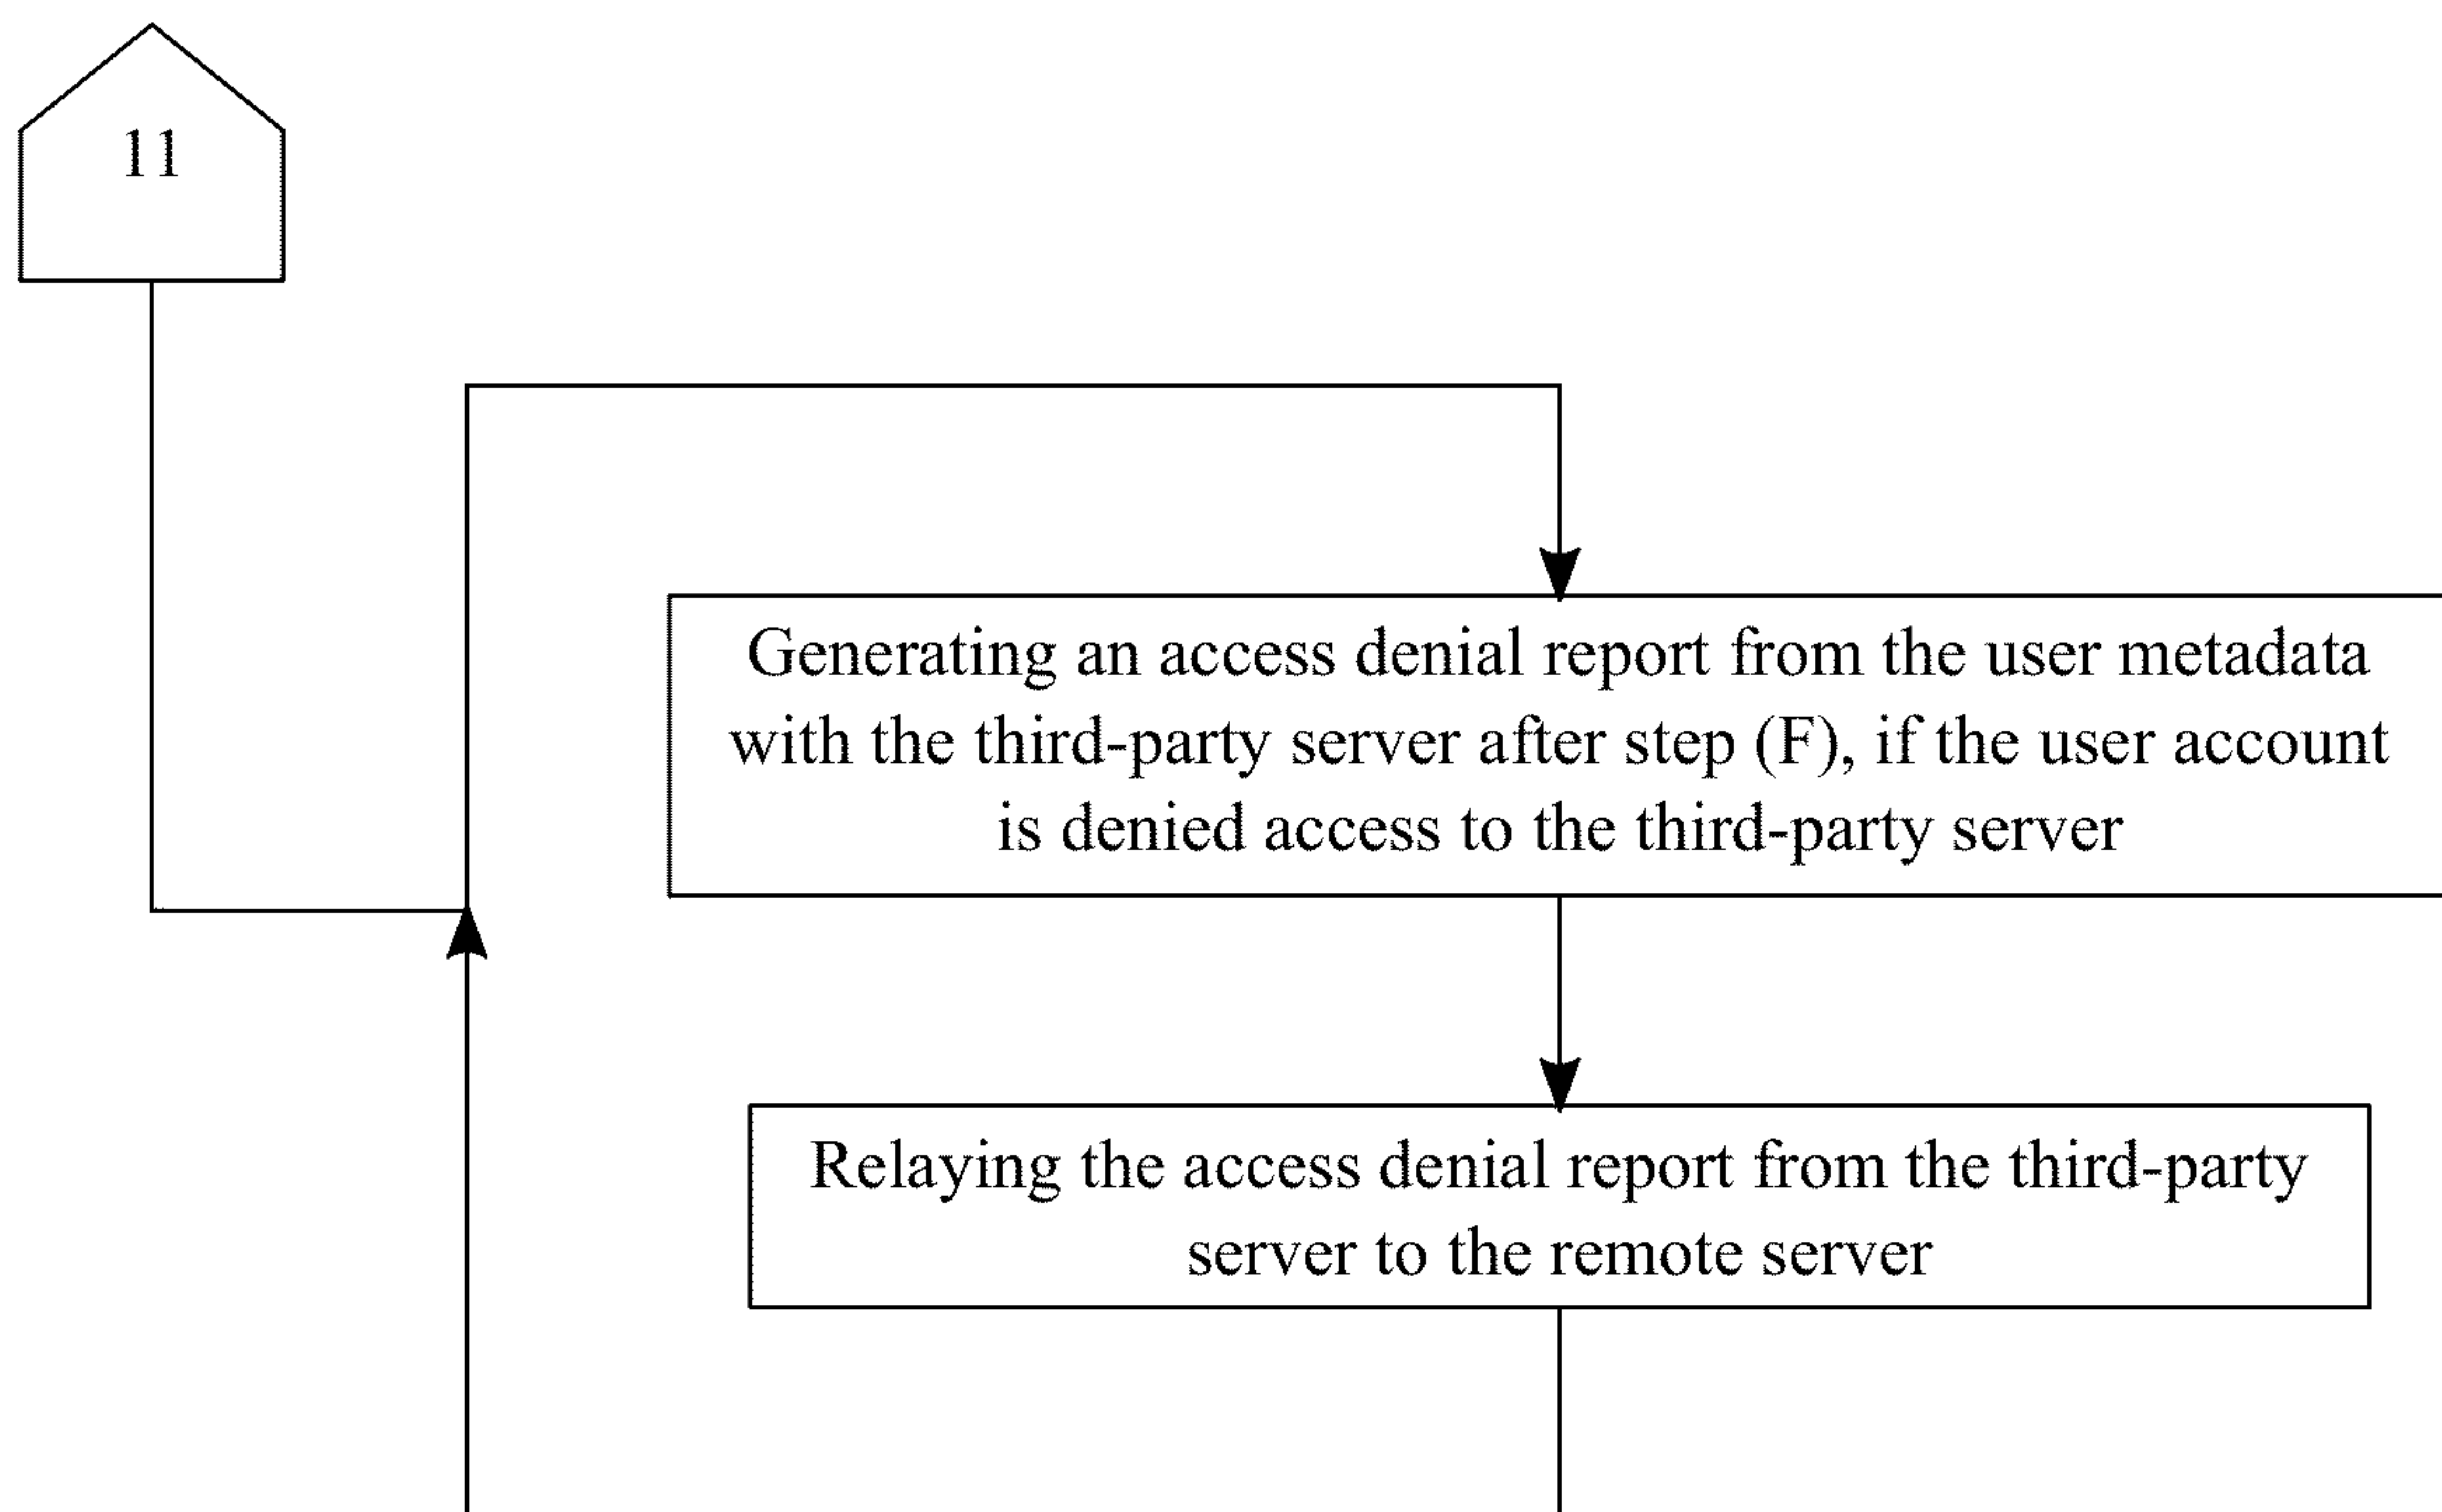 11
Generating an access denial report from the user metadata
with the third-party server after step (F), if the user account
is denied access to the third-party server
Relaying the access denial report from the third-party
server to the remote server